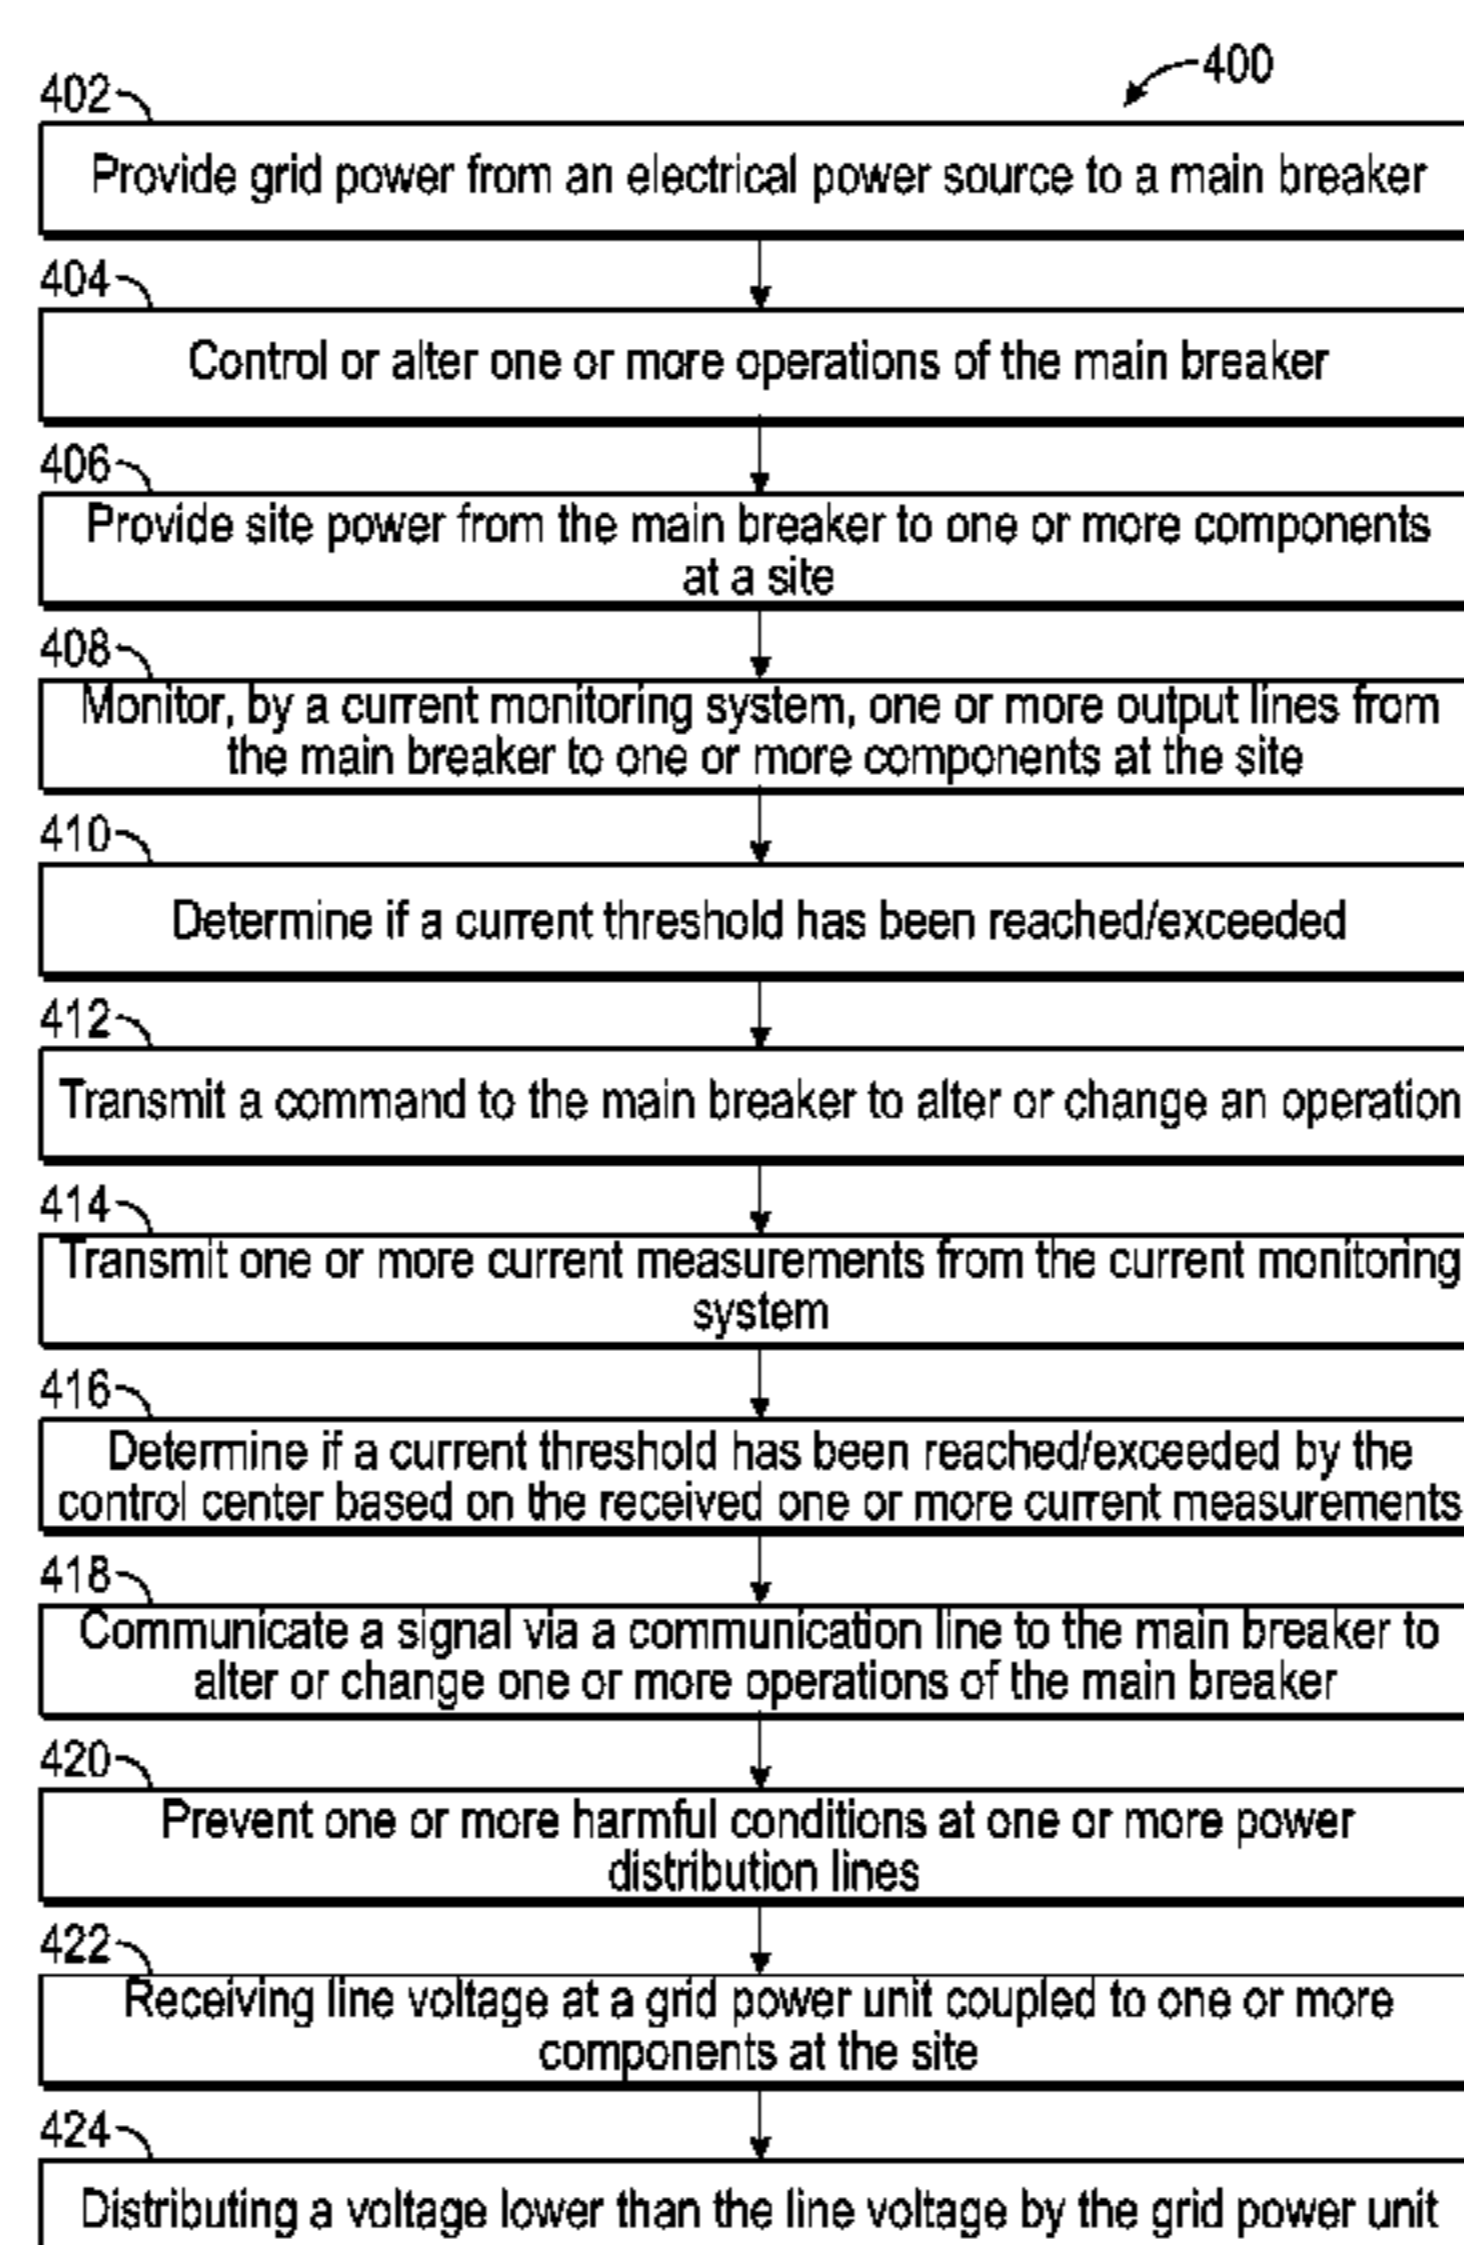 400
402
Provide grid power from an electrical power source to a main breaker
404
Control or alter one or more operations of the main breaker
406
Provide site power from the main breaker to one or more components
at a site
408
Monitor, by a current monitoring system, one or more output lines from
the main breaker to one or more components at the site
410
Determine if a current threshold has been reached/exceeded
412
Transmit a command to the main breaker to alter or change an operation
414
Transmit one or more current measurements from the current monitoring
system
416
Determine if a current threshold has been reached/exceeded by the
control center based on the received one or more current measurements
418
Communicate a signal via a communication line to the main breaker to
alter or change one or more operations of the main breaker
420
Prevent one or more harmful conditions at one or more power
distribution lines
422
Receiving line voltage at a grid power unit coupled to one or more
components at the site
424
Distributing a voltage lower than the line voltage by the grid power unit